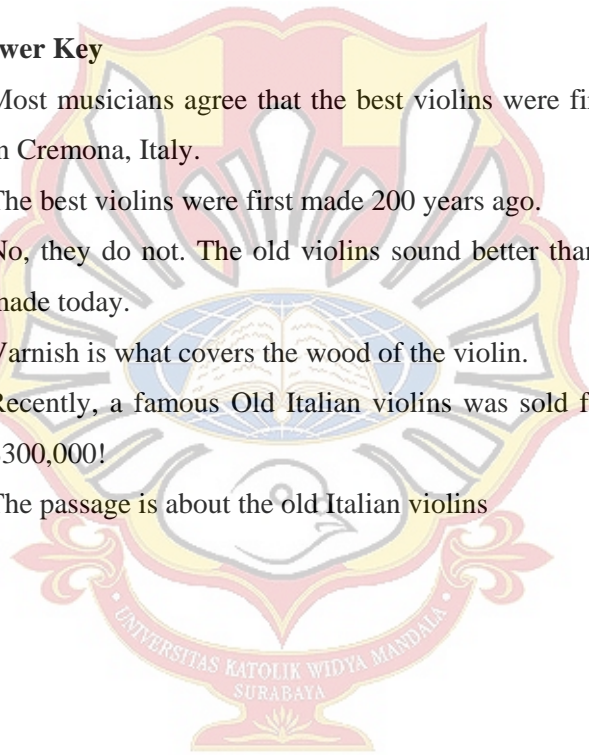 wer Key
Most musicians agree that the best violins were fi
n Cremona, Italy.
The best violins were first made 200 years ago.
No, they do not. The old violins sound better than
made today.
Varnish is what covers the wood of the violin.
Recently, a famous Old Italian violins was sold f
300,000!
The passage is about the old Italian violins
UNIVERSITAS KATOLIK WIDYA MANDALA
SURABAYA